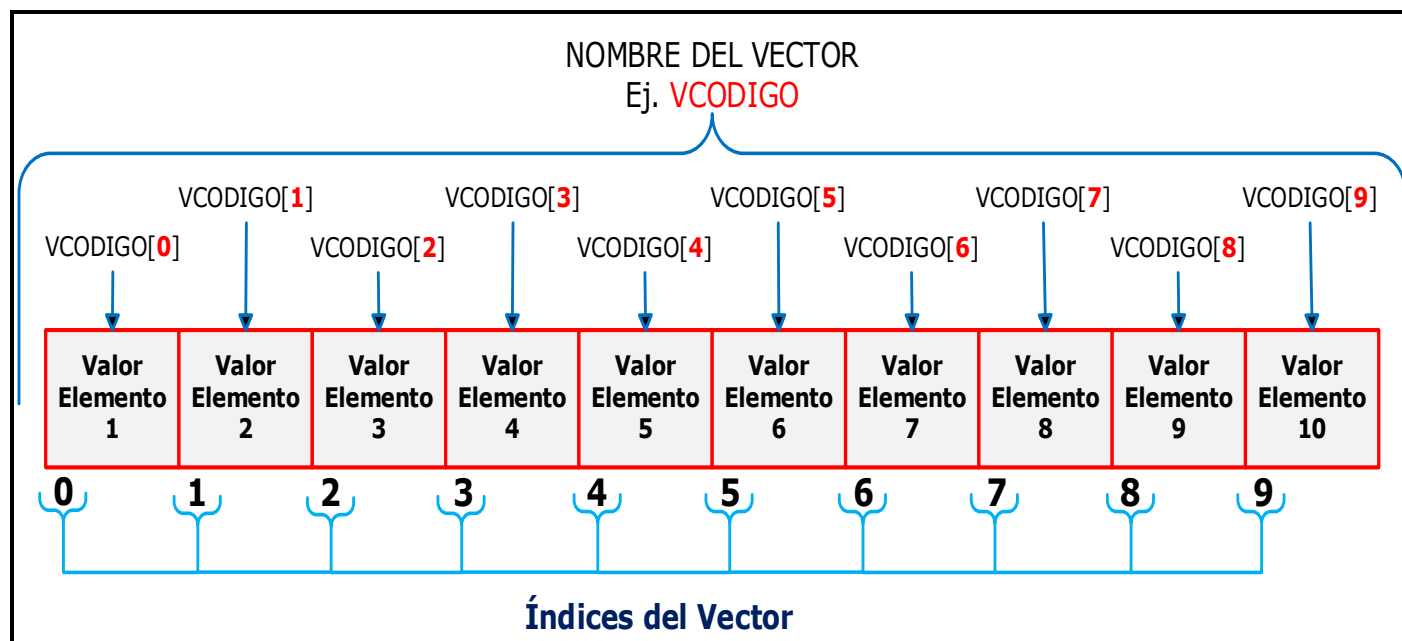 NOMBRE DEL VECTOR
Ej. VCODIGO
VCODIGO[1] VCODIGO[3] VCODIGO[5] VCODIGO[7] VCODIGO[9]
VCODIGO[0] VCODIGO[2] VCODIGO[4] VCODIGO[6] VCODIGO[8]
Valor Valor Valor Valor Valor Valor Valor Valor Valor Valor
Elemento Elemento Elemento Elemento Elemento Elemento Elemento Elemento Elemento Elemento
1 2 3 4 5 6 7 8 9 10
0 1 2 3 4 5 6 7 8 9
Índices del Vector